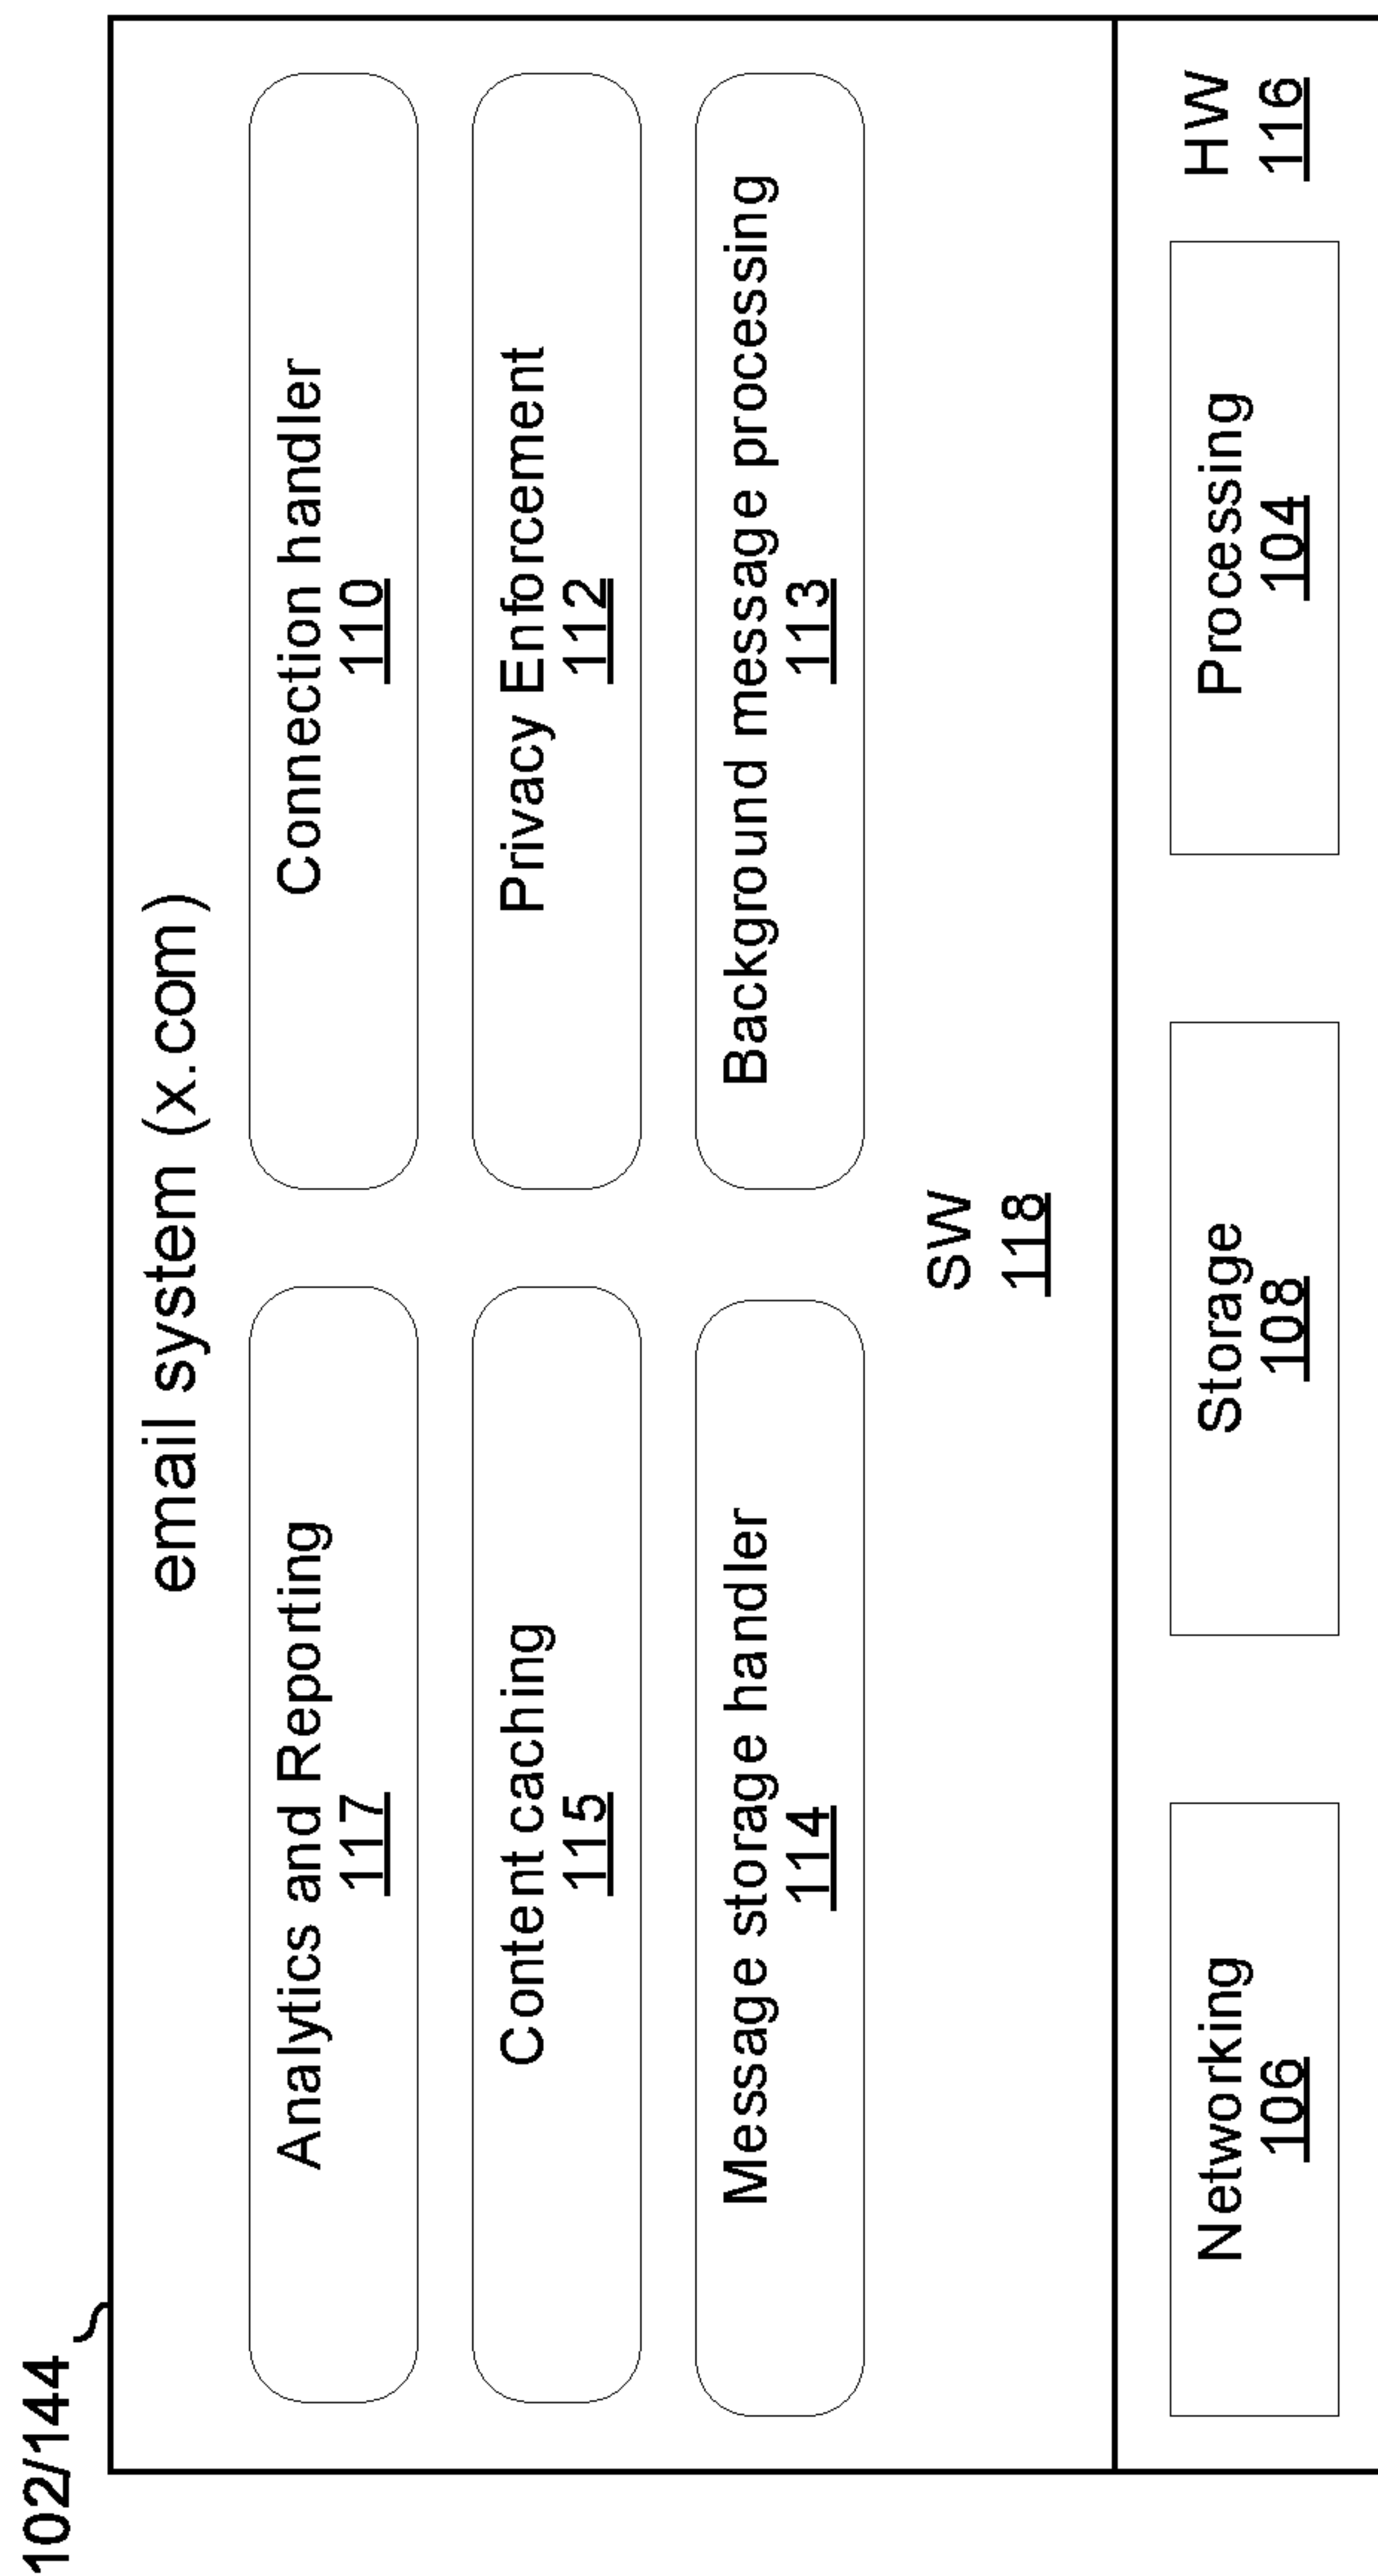 102/144
email system (x.com)
Analytics and Reporting
117
Connection handler
110
Content caching
115
Privacy Enforcement
112
Message storage handler
114
Background message processing
113
SW
118
Networking
106
Storage
108
Processing
104
HW
116